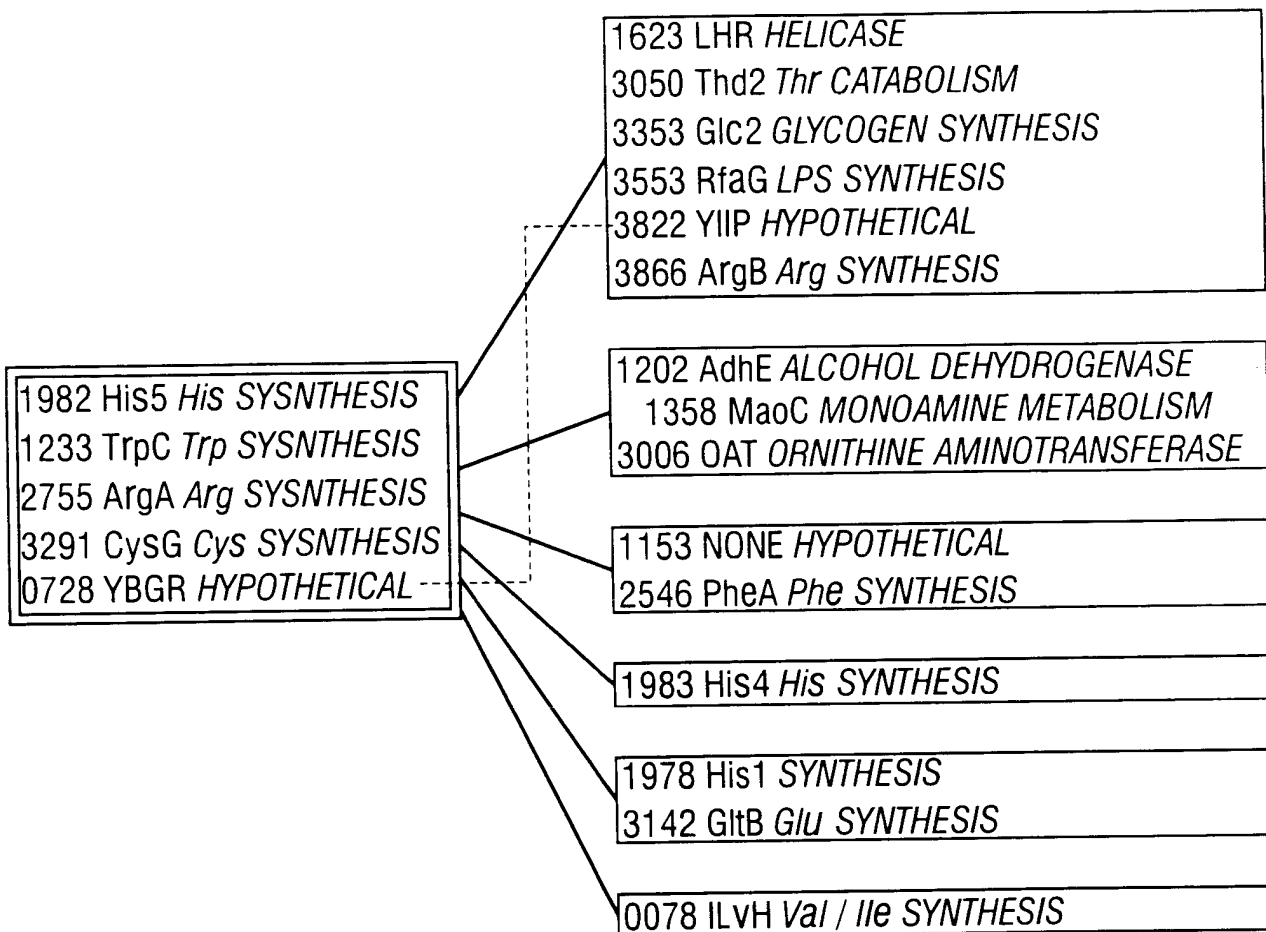 1623 LHR HELICASE
3050 Thd2 Thr CATABOLISM
3353 Glc2 GLYCOGEN SYNTHESIS
3553 RfaG LPS SYNTHESIS
3822 YIIP HYPOTHETICAL
3866 ArgB Arg SYNTHESIS
1982 His5 His SYSNTHESIS
1233 TrpC Trp SYSNTHESIS
2755 ArgA Arg SYSNTHESIS
3291 CysG Cys SYSNTHESIS
0728 YBGR HYPOTHETICAL
1202 AdhE ALCOHOL DEHYDROGENASE
1358 MaoC MONOAMINE METABOLISM
3006 OAT ORNITHINE AMINOTRANSFERASE
1153 NONE HYPOTHETICAL
2546 PheA Phe SYNTHESIS
1983 His4 His SYNTHESIS
1978 His1 SYNTHESIS
3142 GltB Glu SYNTHESIS
0078 ILvH Val / Ile SYNTHESIS